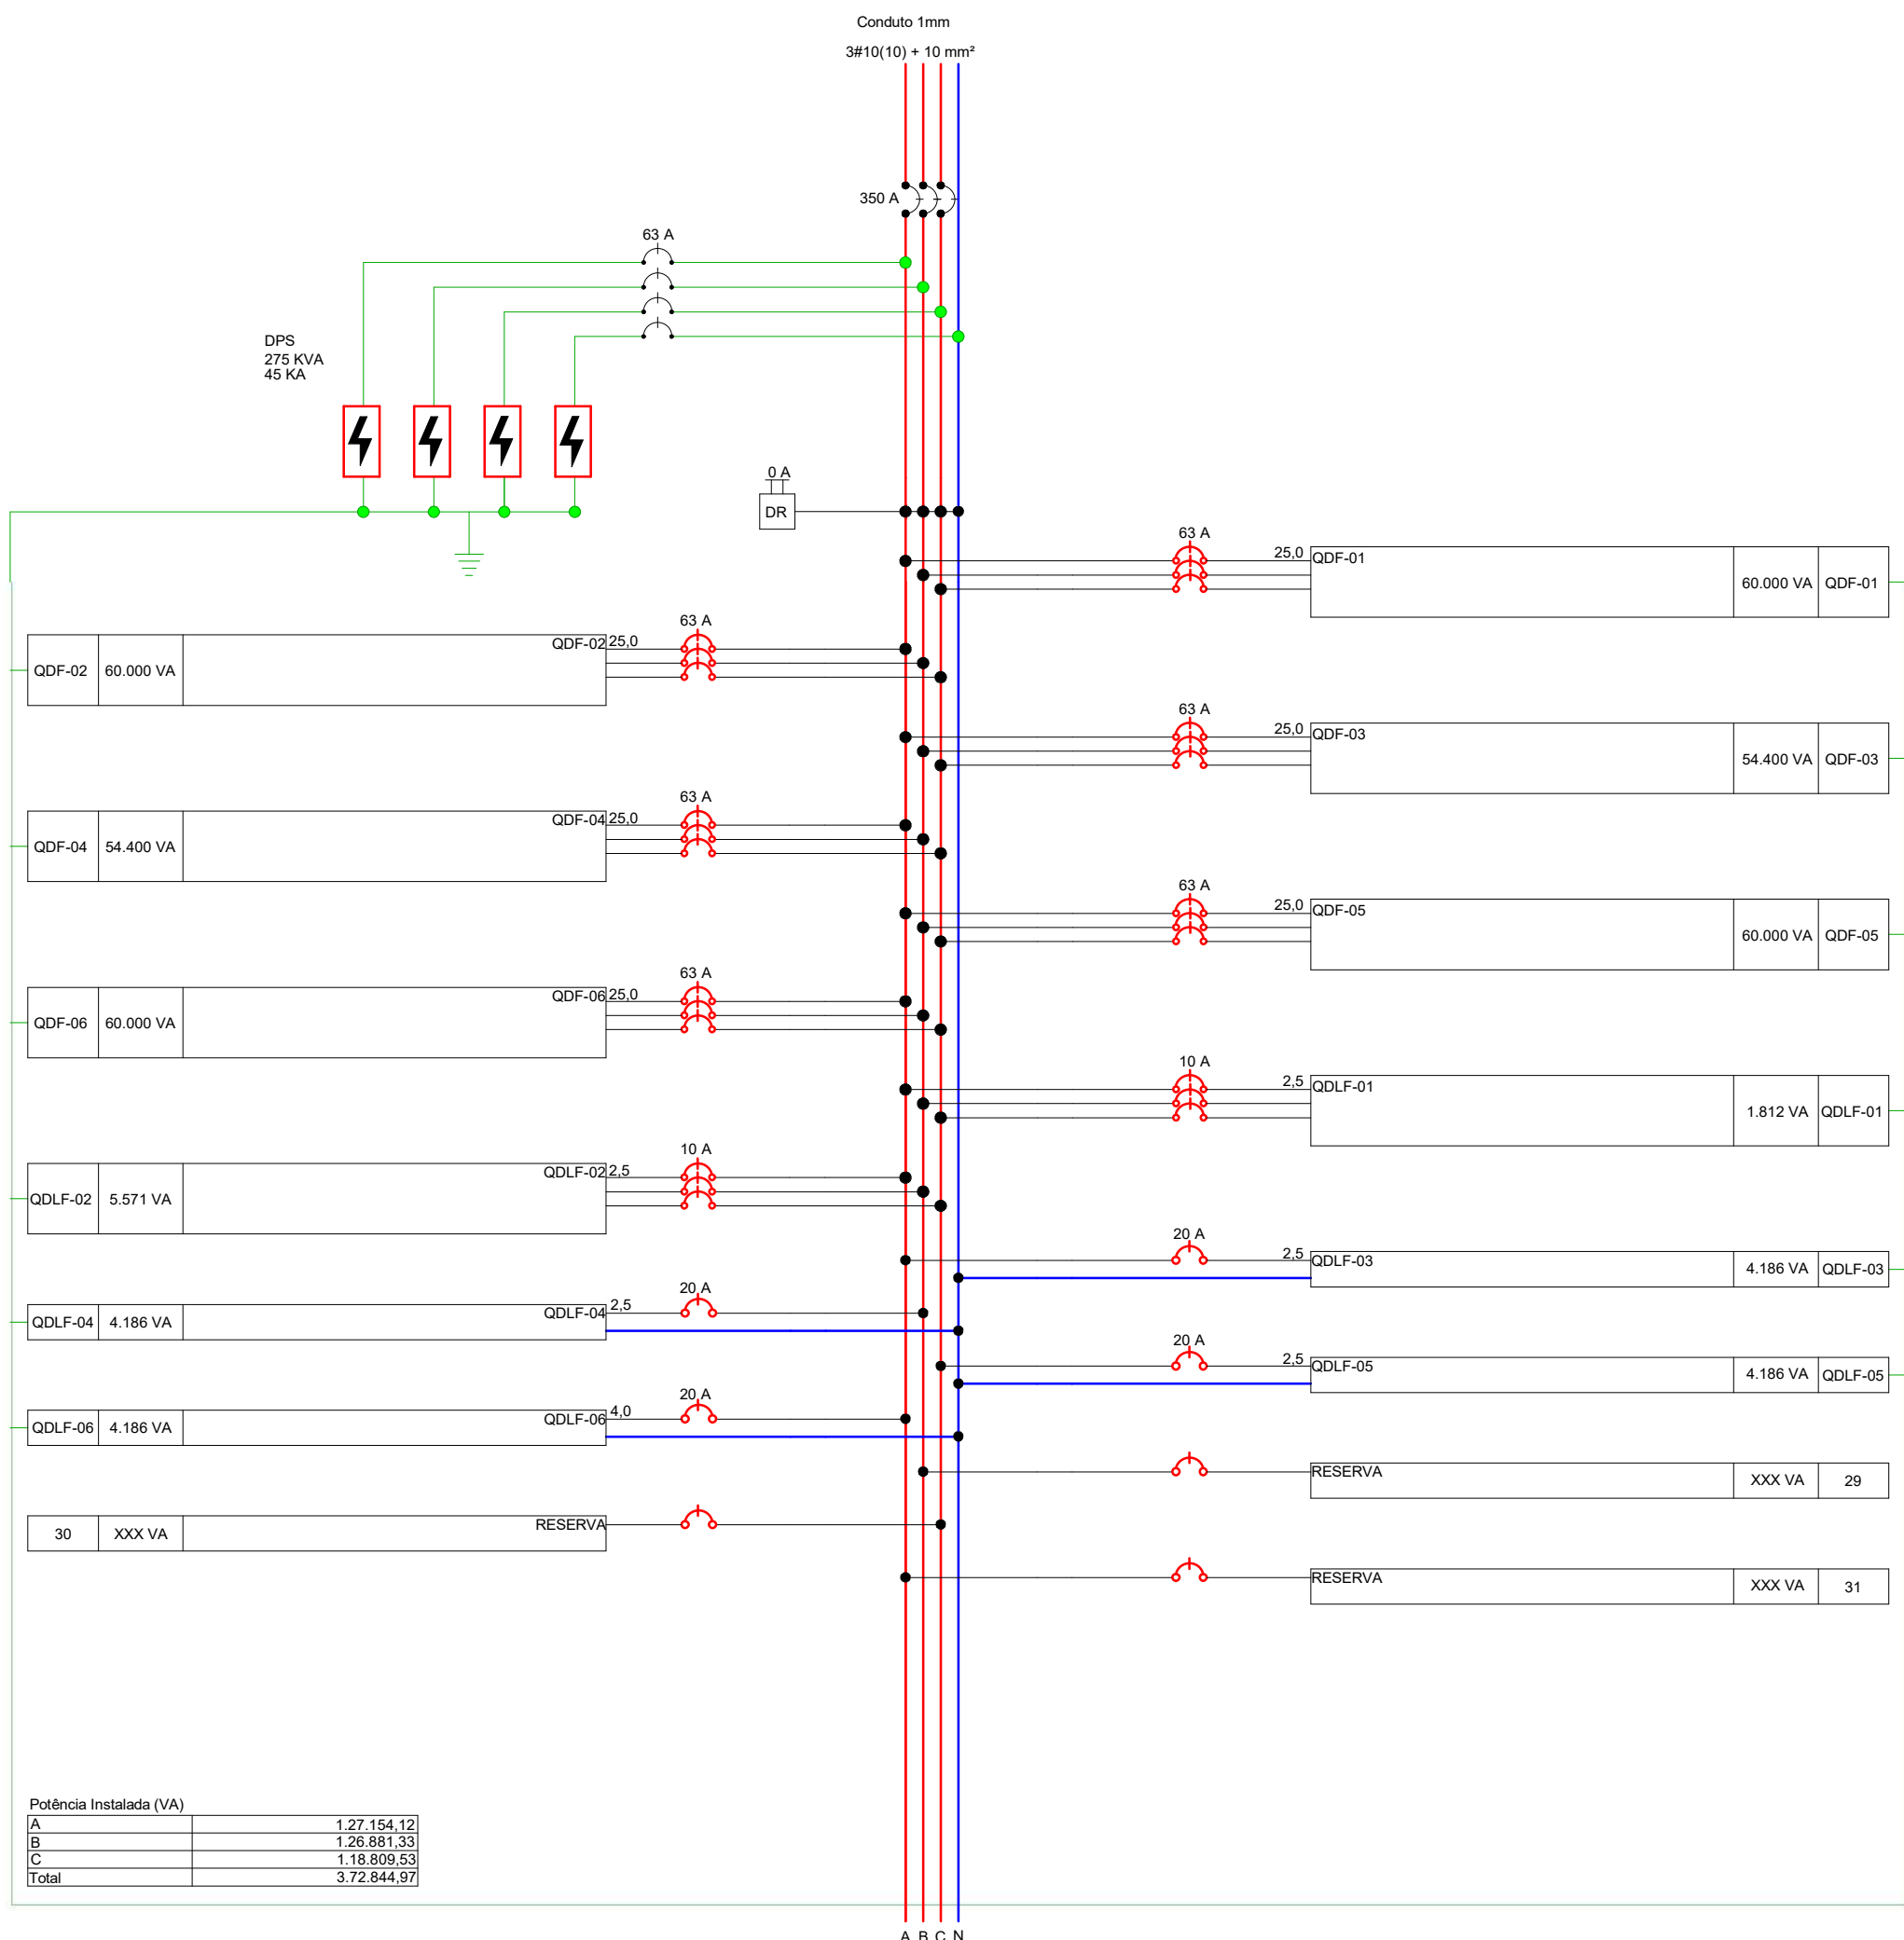 Conduto 1mm
3#10(10) + 10 mm²
350 A
63 A
DPS
275 KVA
45 KA
0 A
DR
63 A
25,0
QDF-01
60.000 VA
QDF-01
63 A
QDF-02
60.000 VA
QDF-02
25,0
63 A
25,0
QDF-03
54.400 VA
QDF-03
63 A
QDF-04
54.400 VA
QDF-04
25,0
63 A
25,0
QDF-05
60.000 VA
QDF-05
63 A
QDF-06
60.000 VA
QDF-06
25,0
10 A
2,5
QDLF-01
1.812 VA
QDLF-01
10 A
QDLF-02
5.571 VA
QDLF-02
2,5
20 A
2,5
QDLF-03
4.186 VA
QDLF-03
20 A
QDLF-04
4.186 VA
QDLF-04
2,5
20 A
2,5
QDLF-05
4.186 VA
QDLF-05
20 A
QDLF-06
4.186 VA
QDLF-06
4,0
RESERVA
XXX VA
29
30
XXX VA
RESERVA
RESERVA
XXX VA
31
Potência Instalada (VA)
A 1.27.154,12
B 1.26.881,33
C 1.18.809,53
Total 3.72.844,97
A B C N